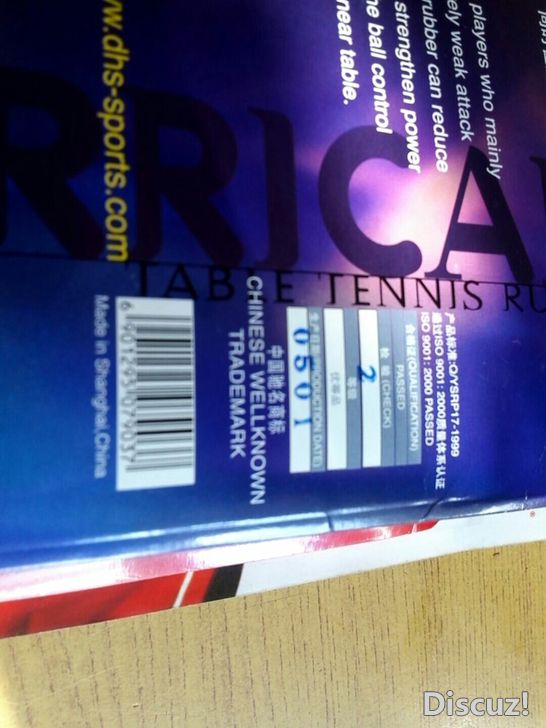 players who mainly
ely weak attack
rubber can reduce
strengthen power
he ball control
near table.
www.dhs-sports.com
RRICA
TABLE TENNIS RU
产品标准:Q/YSRP17-1999
通过ISO 9001: 2000质量体系认证
ISO 9001: 2000 PASSED
合格证(QUALIFICATION)
PASSED
检 验 (CHECK)
2
等级
优等品
生产日期(PRODUCTION DATE)
0501
中国驰名商标
CHINESE WELLKNOWN
TRADEMARK
Made in Shanghai,China
Discuz!